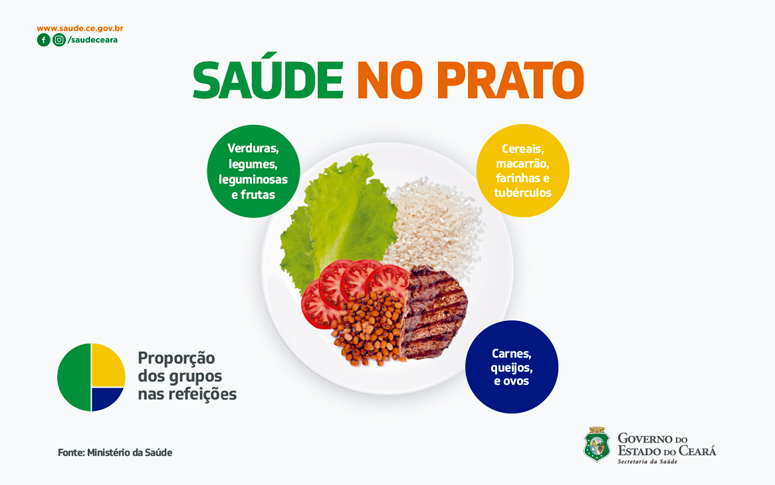 www.saude.ce.gov.br
/saudeceara
SAÚDE NO PRATO
Verduras,
legumes,
leguminosas
e frutas
Cereais,
macarrão,
farinhas e
tubérculos
Carnes,
queijos,
e ovos
Proporção
dos grupos
nas refeições
Fonte: Ministério da Saúde
GOVERNO DO
ESTADO DO CEARÁ
Secretaria da Saúde